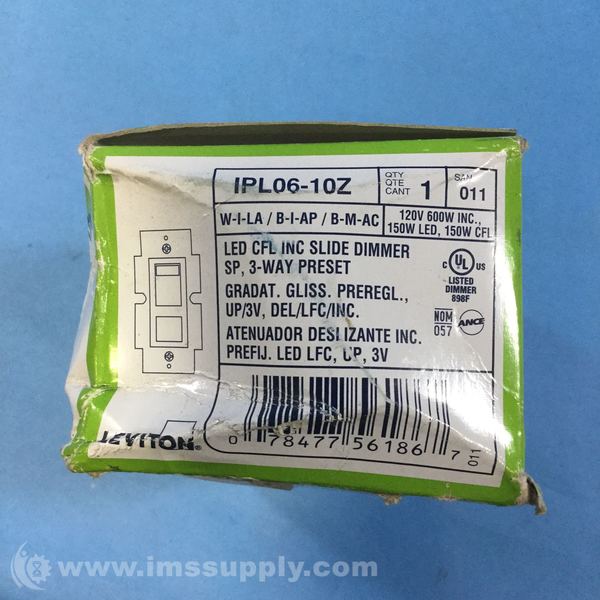 IPL06-10Z
QTY
QTE
CANT
1
SAN
011
W-I-LA / B-I-AP / B-M-AC
120V 600W INC.,
150W LED, 150W CFL
LED CFL INC SLIDE DIMMER
SP, 3-WAY PRESET
GRADAT. GLISS. PREREGL.,
UP/3V, DEL/LFC/INC.
ATENUADOR DESLIZANTE INC.
PREFIJ. LED LFC, UP, 3V
C UL US
LISTED
DIMMER
898F
NOM
057
ANCE
LEVITON®
0 78477 56186 7
011
© www.imssupply.com